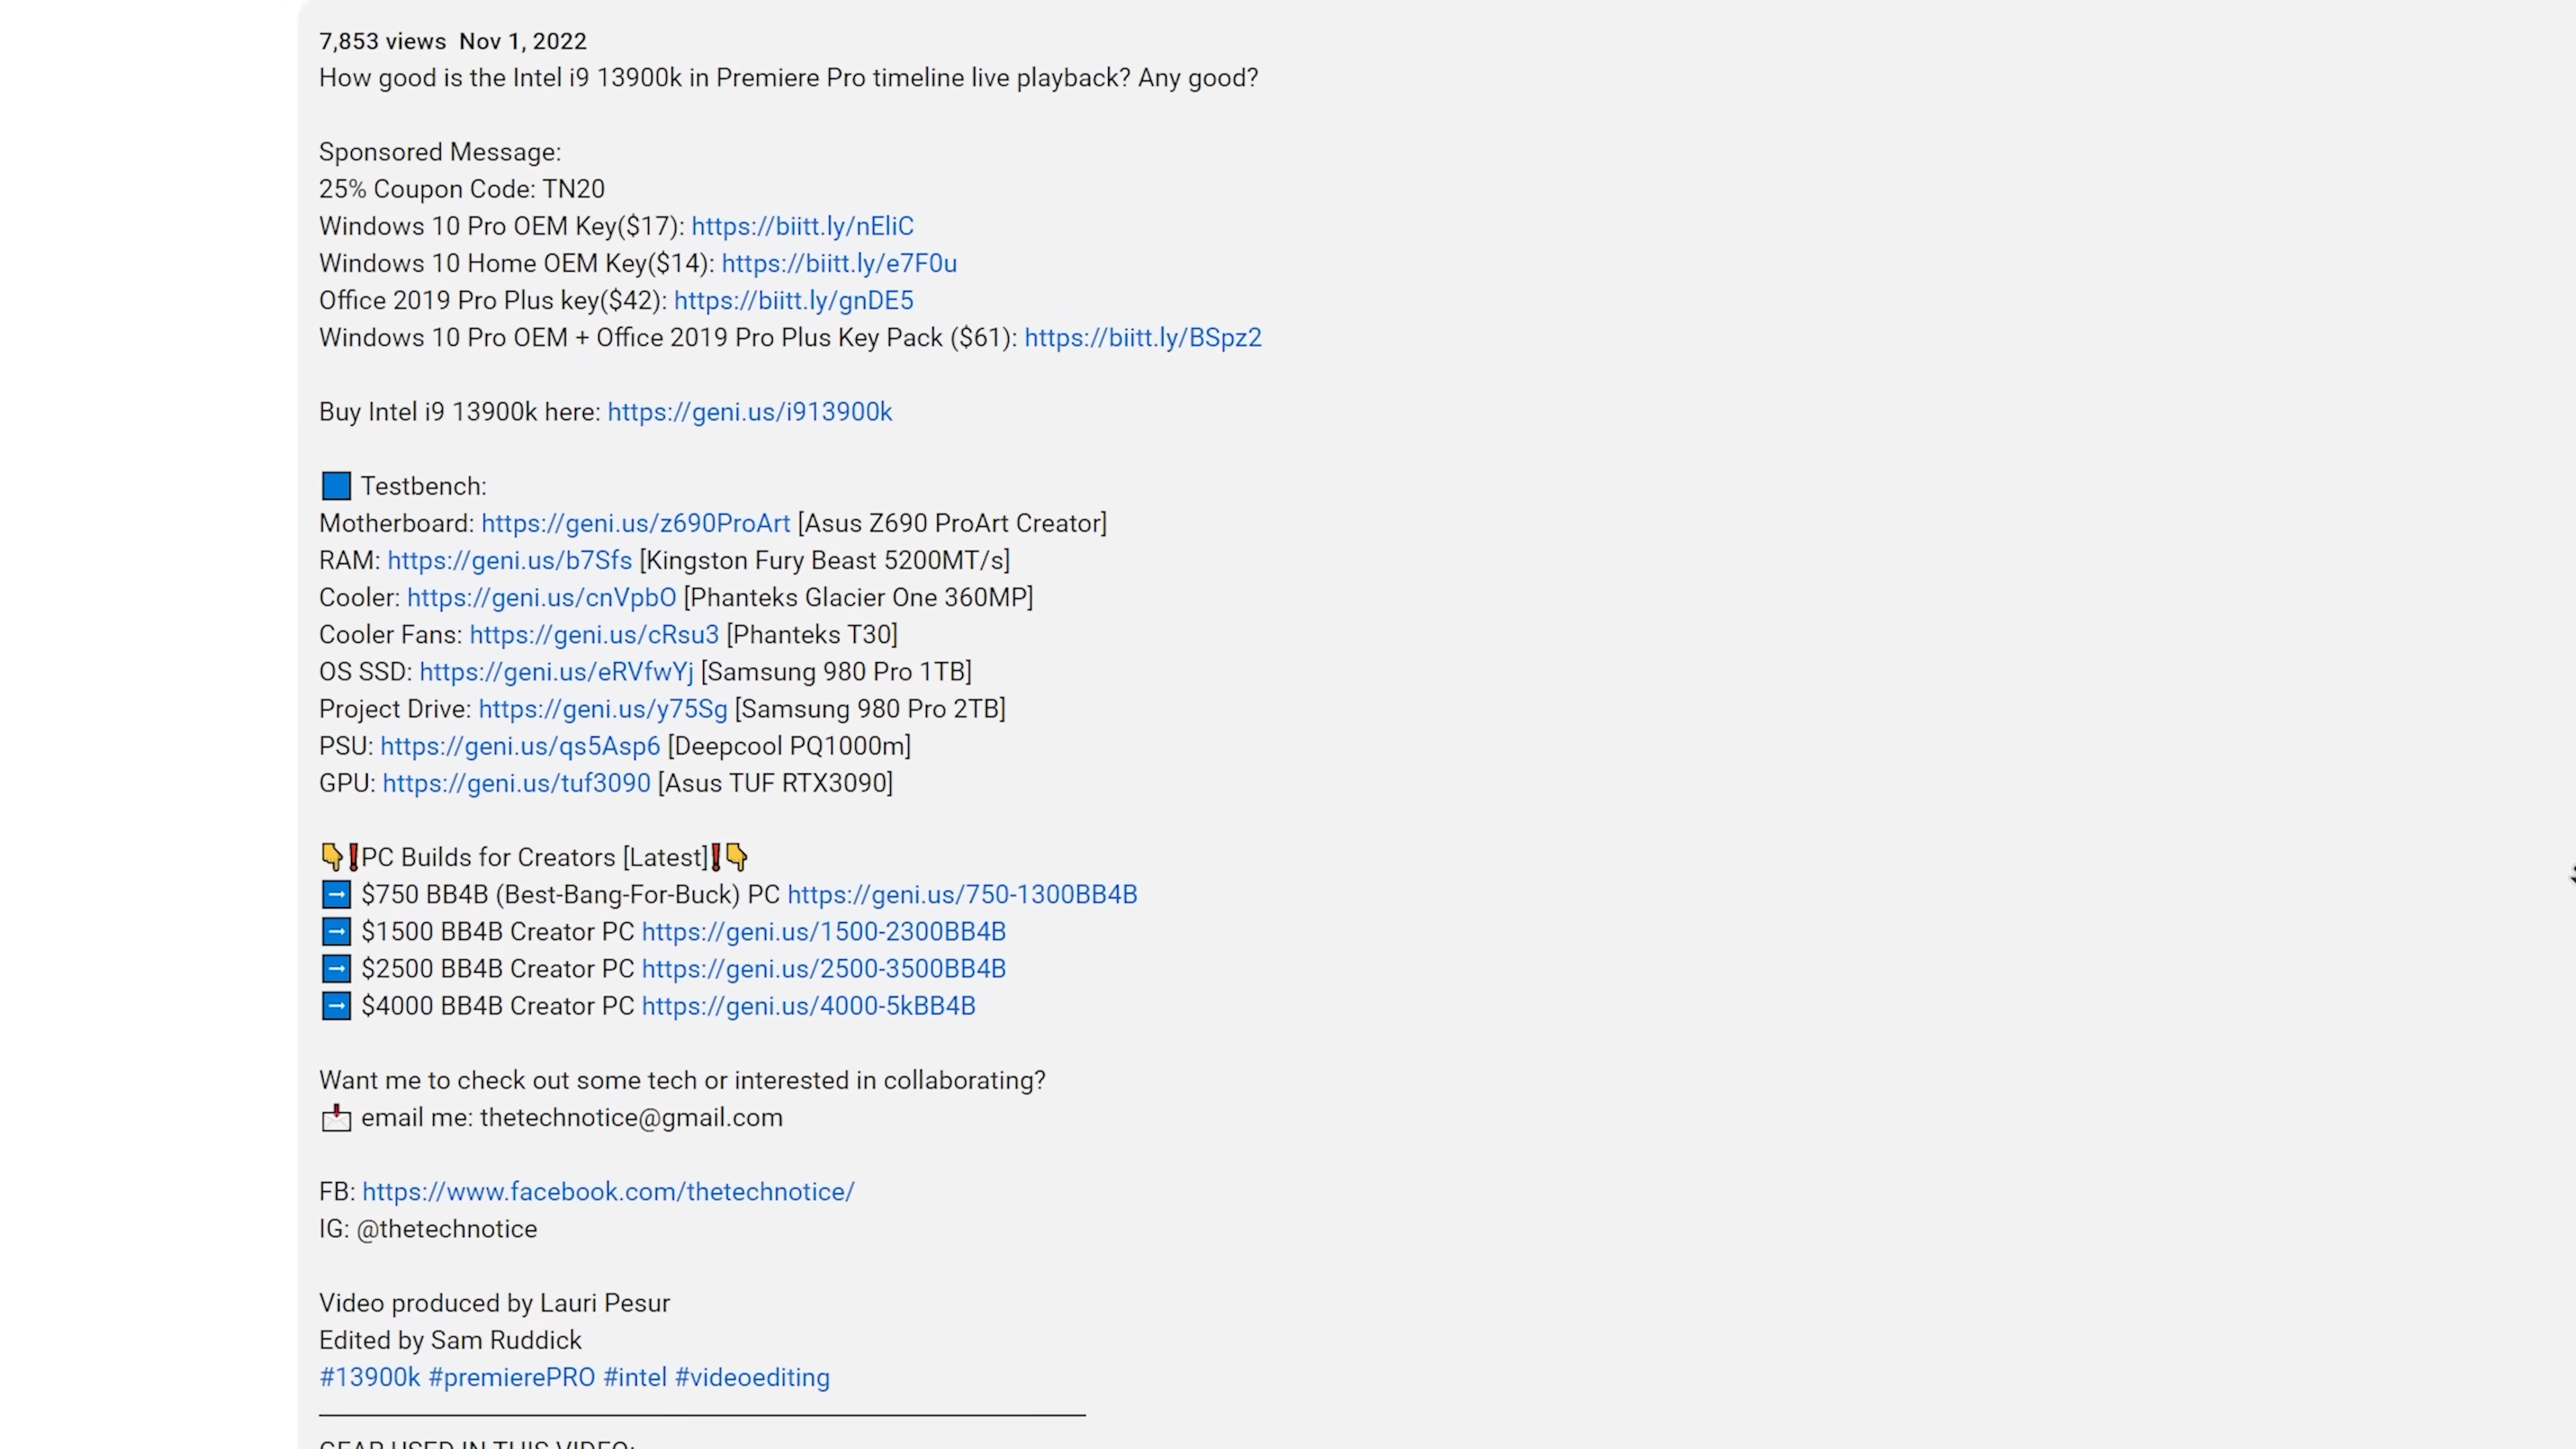 7,853 views  Nov 1, 2022
How good is the Intel i9 13900k in Premiere Pro timeline live playback? Any good?
Sponsored Message:
25% Coupon Code: TN20
Windows 10 Pro OEM Key($17): https://biitt.ly/nEliC
Windows 10 Home OEM Key($14): https://biitt.ly/e7F0u
Office 2019 Pro Plus key($42): https://biitt.ly/gnDE5
Windows 10 Pro OEM + Office 2019 Pro Plus Key Pack ($61): https://biitt.ly/BSpz2
Buy Intel i9 13900k here: https://geni.us/i913900k
🟦 Testbench:
Motherboard: https://geni.us/z690ProArt [Asus Z690 ProArt Creator]
RAM: https://geni.us/b7Sfs [Kingston Fury Beast 5200MT/s]
Cooler: https://geni.us/cnVpbO [Phanteks Glacier One 360MP]
Cooler Fans: https://geni.us/cRsu3 [Phanteks T30]
OS SSD: https://geni.us/eRVfwYj [Samsung 980 Pro 1TB]
Project Drive: https://geni.us/y75Sg [Samsung 980 Pro 2TB]
PSU: https://geni.us/qs5Asp6 [Deepcool PQ1000m]
GPU: https://geni.us/tuf3090 [Asus TUF RTX3090]
👇❗PC Builds for Creators [Latest]❗👇
➡ $750 BB4B (Best-Bang-For-Buck) PC https://geni.us/750-1300BB4B
➡ $1500 BB4B Creator PC https://geni.us/1500-2300BB4B
➡ $2500 BB4B Creator PC https://geni.us/2500-3500BB4B
➡ $4000 BB4B Creator PC https://geni.us/4000-5kBB4B
Want me to check out some tech or interested in collaborating?
📩 email me: thetechnotice@gmail.com
FB: https://www.facebook.com/thetechnotice/
IG: @thetechnotice
Video produced by Lauri Pesur
Edited by Sam Ruddick
#13900k #premierePRO #intel #videoediting
GEAR USED IN THIS VIDEO: